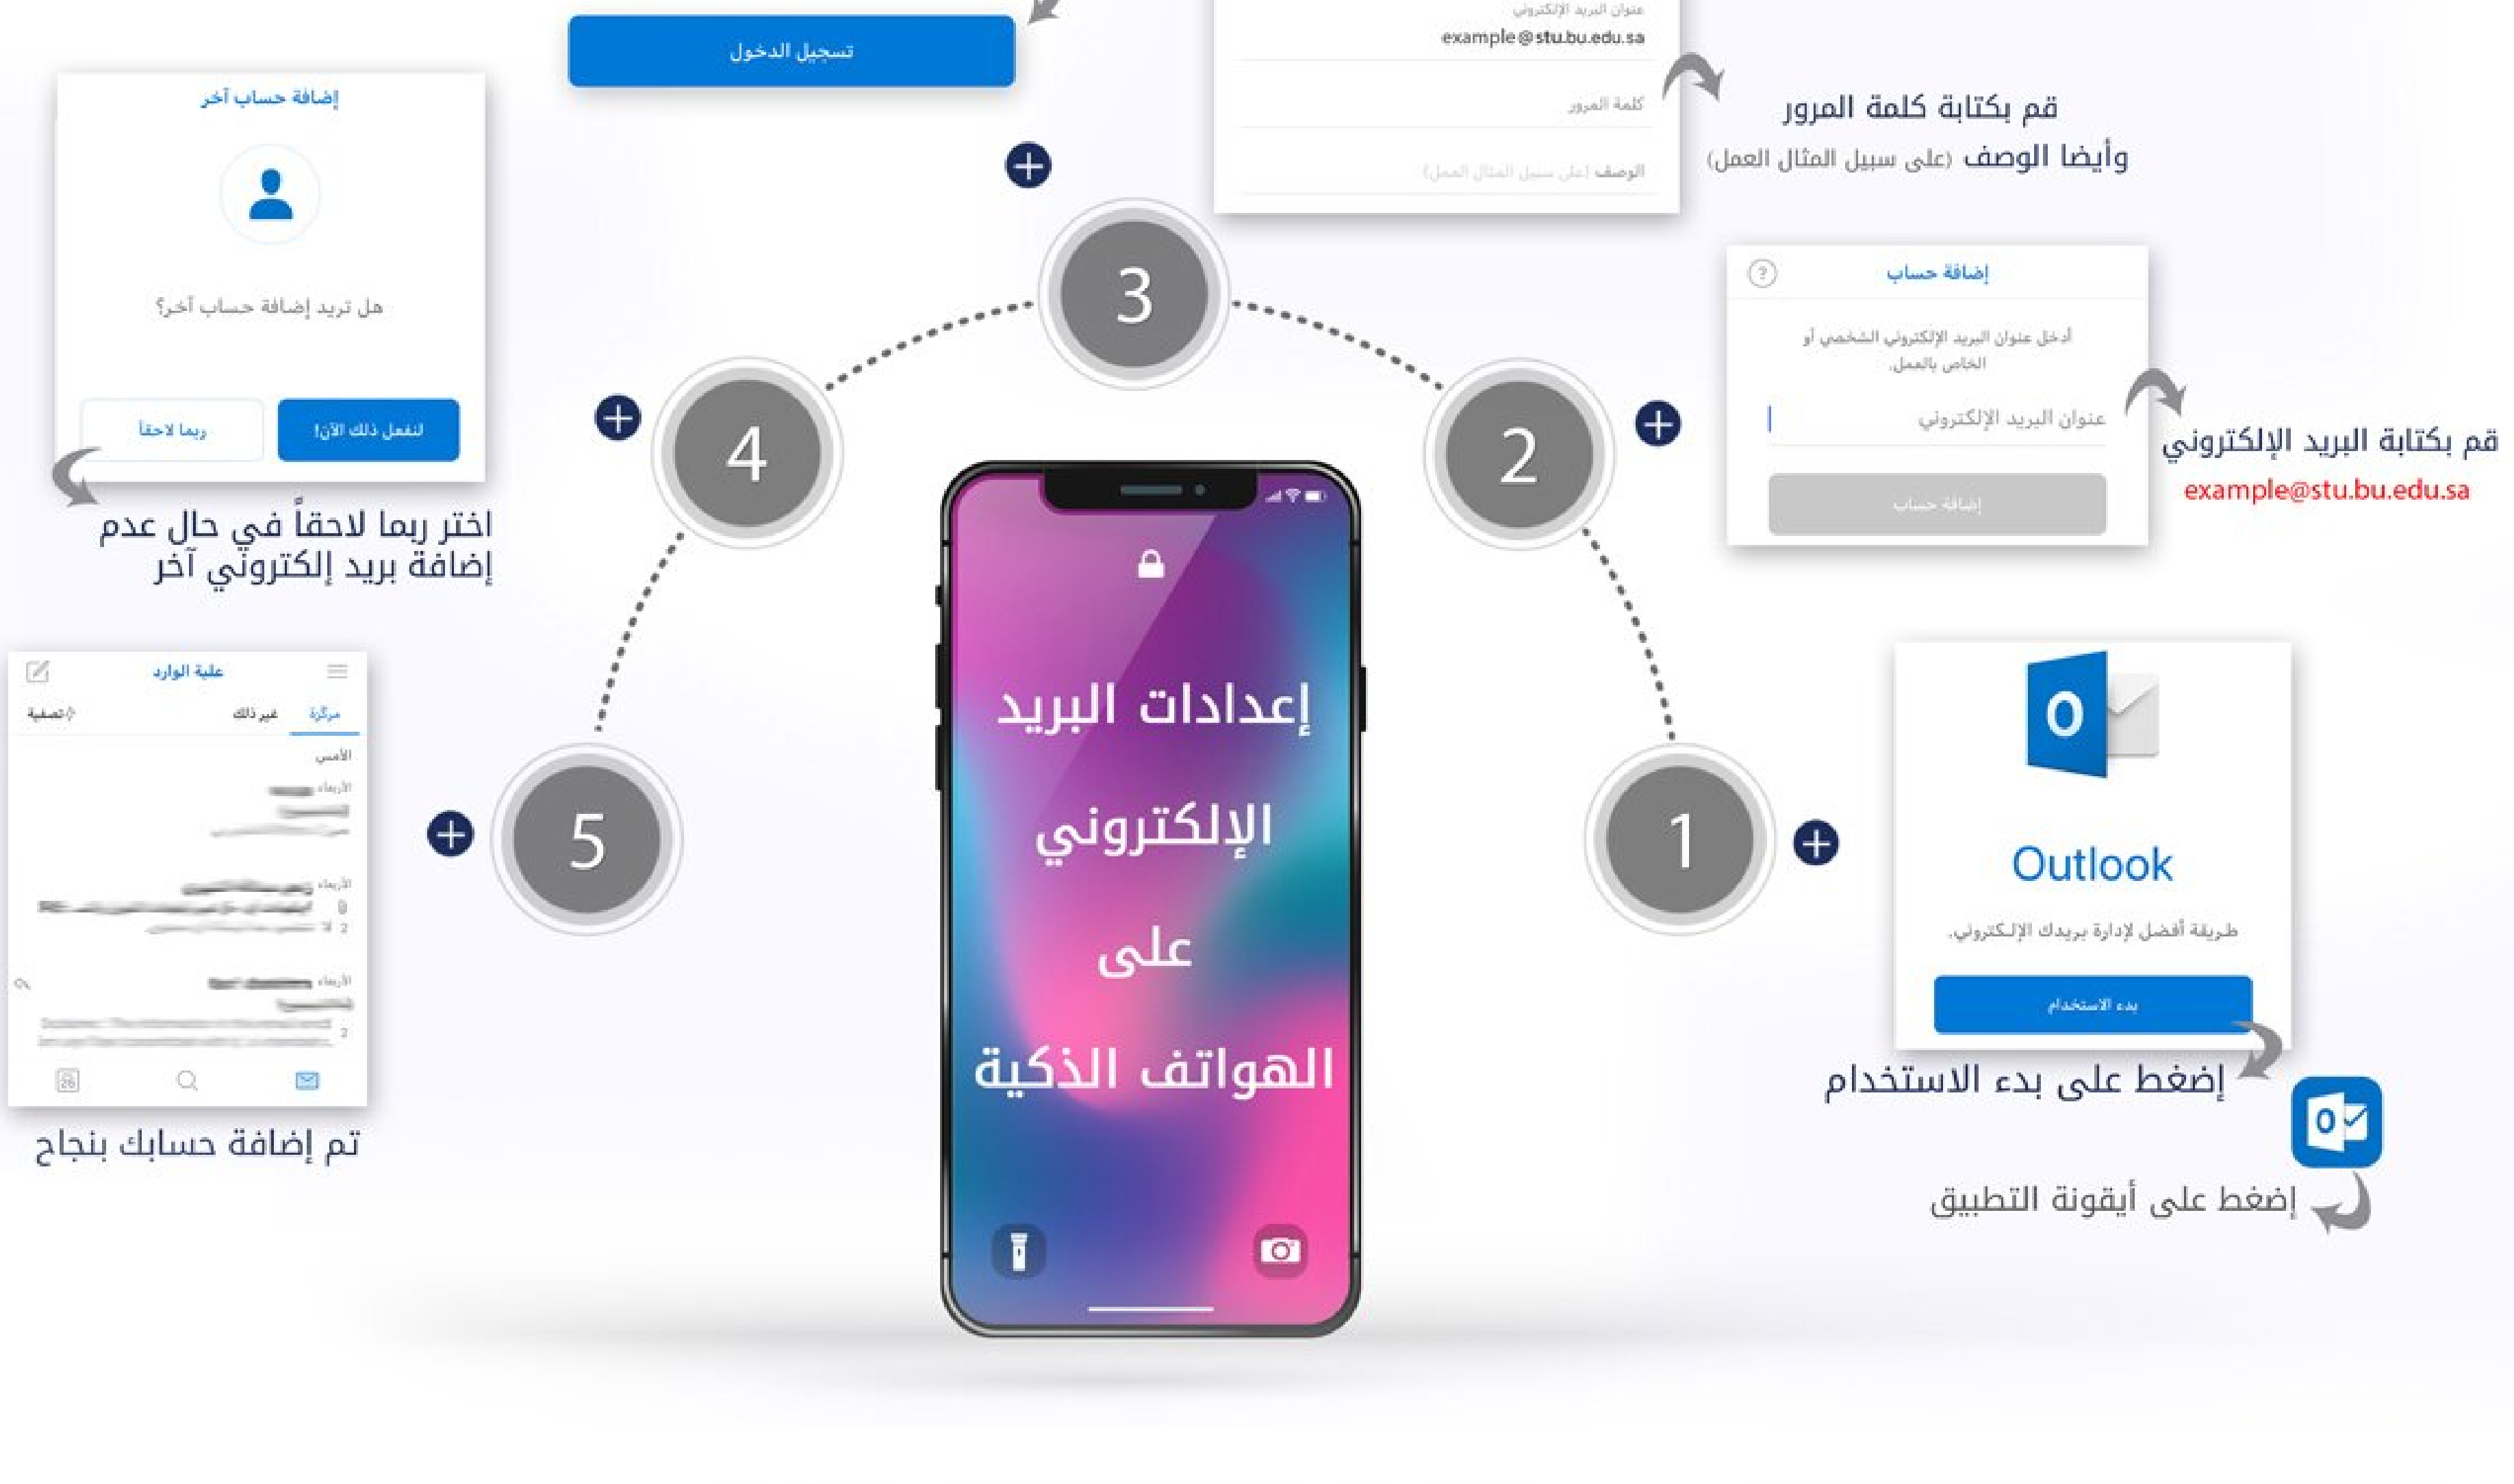 عنوان البريد الإلكتروني
example@stu.bu.edu.sa
كلمة المرور
الوصف (على سبيل المثال العمل)
قم بكتابة كلمة المرور
وأيضا الوصف (على سبيل المثال العمل)
تسجيل الدخول
3
إضافة حساب
?
أدخل عنوان البريد الإلكتروني الشخصي أو
الخاص بالعمل.
عنوان البريد الإلكتروني
إضافة حساب
قم بكتابة البريد الإلكتروني
example@stu.bu.edu.sa
2
إضافة حساب آخر
هل تريد إضافة حساب آخر؟
لنفعل ذلك الآن!
ربما لاحقاً
اختر ربما لاحقاً في حال عدم
إضافة بريد إلكتروني آخر
4
إعدادات البريد
الإلكتروني
على
الهواتف الذكية
1
O
Outlook
طريقة أفضل لإدارة بريدك الإلكتروني.
بدء الاستخدام
إضغط على بدء الاستخدام
O
إضغط على أيقونة التطبيق
5
علبة الوارد
مركزة غير ذلك تصفية
الأمس
الأربعاء
الأربعاء
2
الأربعاء
2
تم إضافة حسابك بنجاح